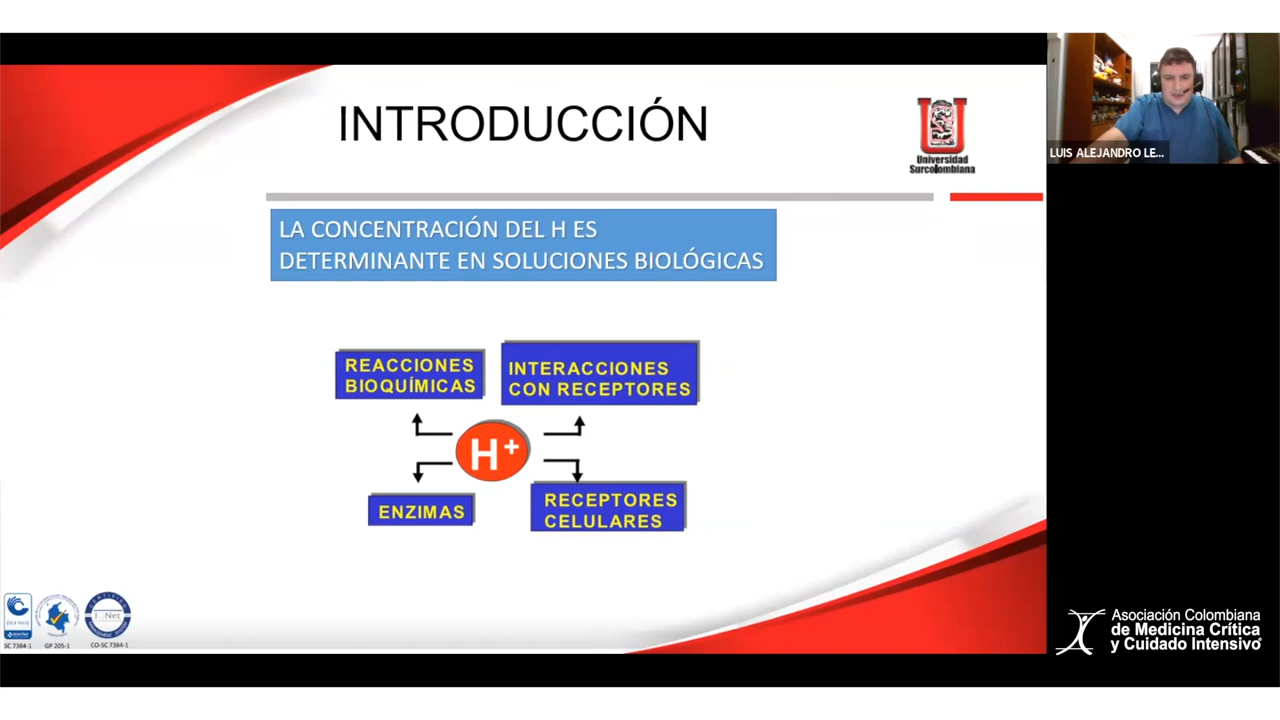 INTRODUCCIÓN
Universidad
Surcolombiana
LUIS ALEJANDRO LE...
LA CONCENTRACIÓN DEL H ES
DETERMINANTE EN SOLUCIONES BIOLÓGICAS
REACCIONES
BIOQUÍMICAS
INTERACCIONES
CON RECEPTORES
H+
ENZIMAS
RECEPTORES
CELULARES
SC 7384-1
GP 205-1
CO-SC 7384-1
Asociación Colombiana
de Medicina Crítica
y Cuidado Intensivo